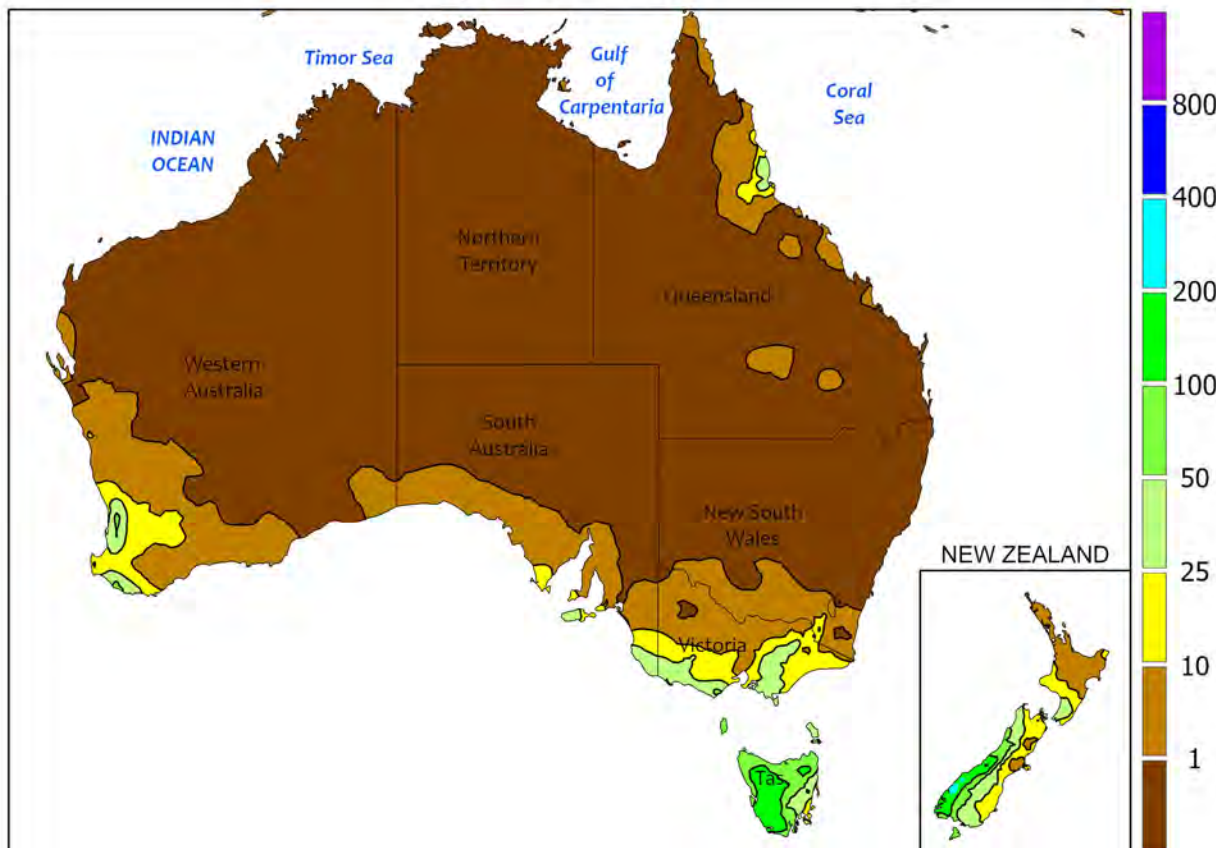 Timor Sea
Gulf
of
Carpentaria
Coral
Sea
INDIAN
OCEAN
Northern
Territory
Queensland
Western
Australia
South
Australia
New South
Wales
Victoria
Tas
NEW ZEALAND
800
400
200
100
50
25
10
1